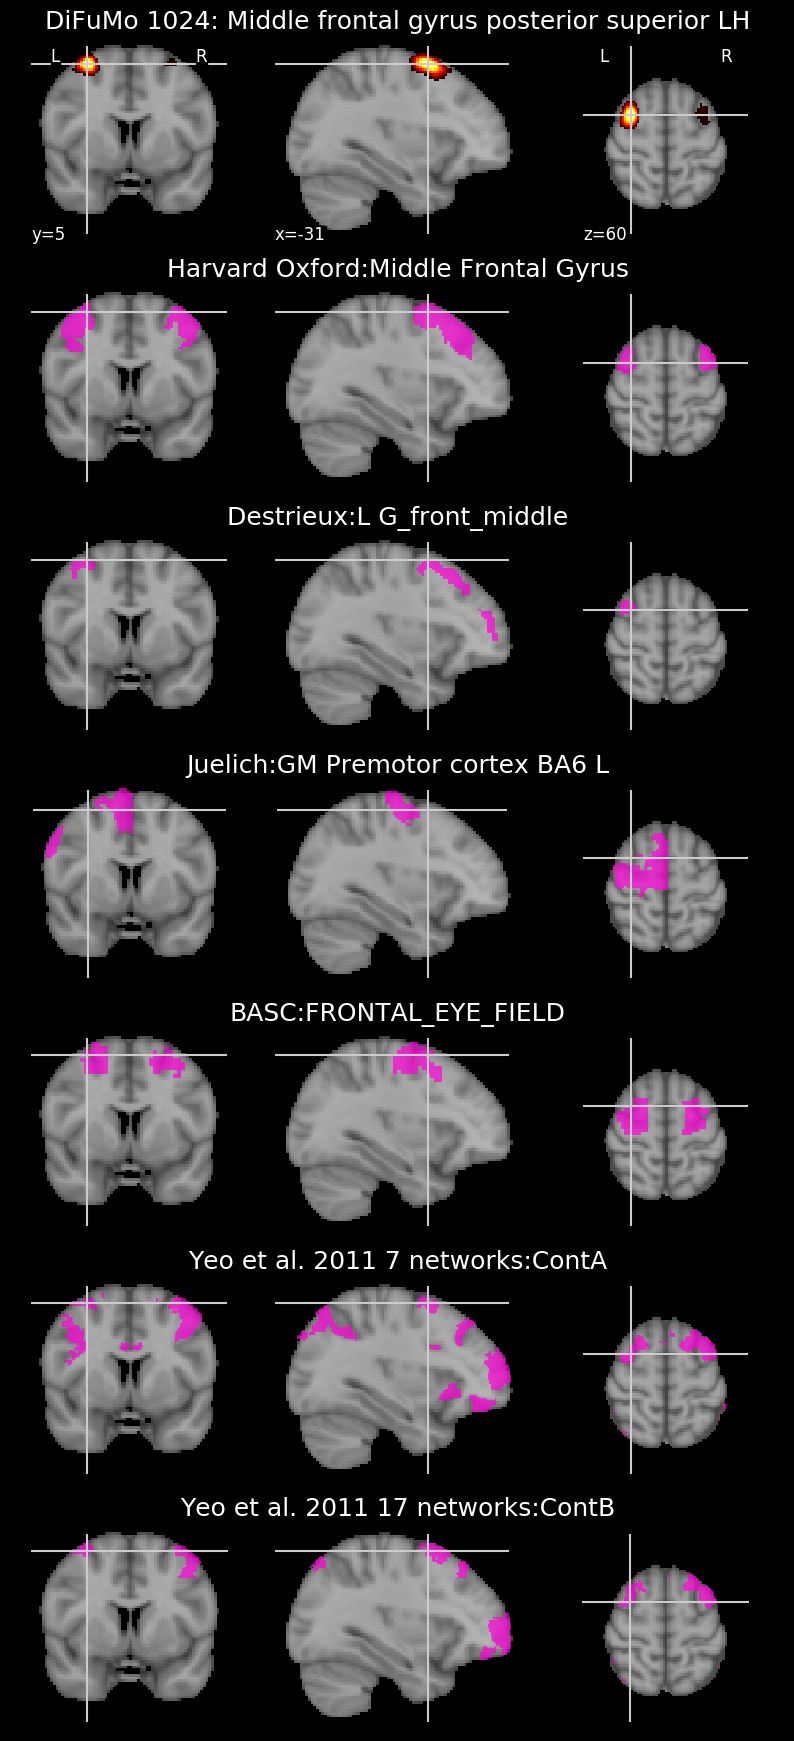 DiFuMo 1024: Middle frontal gyrus posterior superior LH
L R L R
y=5 x=-31 z=60
Harvard Oxford:Middle Frontal Gyrus
Destrieux:L G_front_middle
Juelich:GM Premotor cortex BA6 L
BASC:FRONTAL_EYE_FIELD
Yeo et al. 2011 7 networks:ContA
Yeo et al. 2011 17 networks:ContB